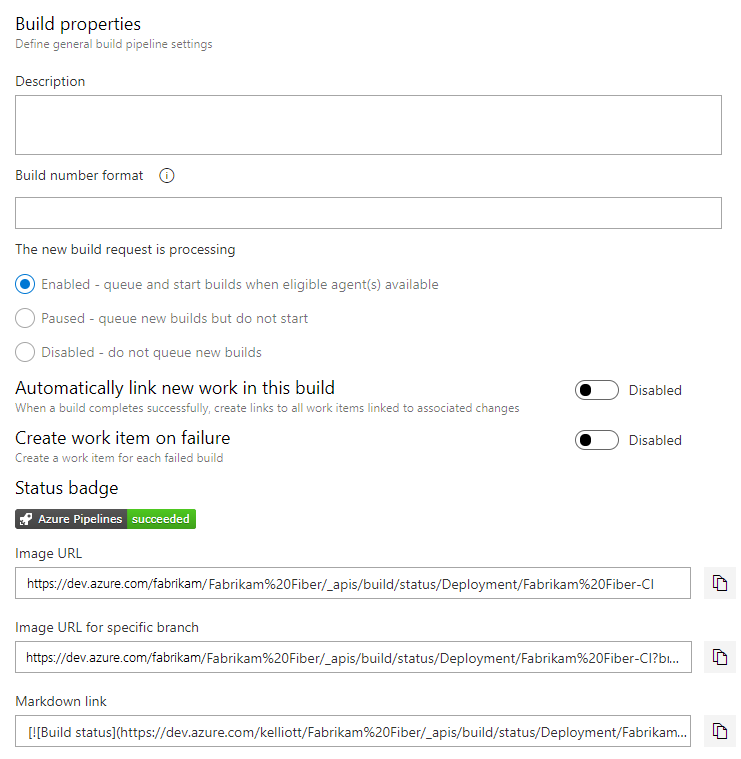 Build properties
Define general build pipeline settings
Description
Build number format
The new build request is processing
Enabled - queue and start builds when eligible agent(s) available
Paused - queue new builds but do not start
Disabled - do not queue new builds
Automatically link new work in this build
Disabled
When a build completes successfully, create links to all work items linked to associated changes
Create work item on failure
Disabled
Create a work item for each failed build
Status badge
Azure Pipelines succeeded
Image URL
https://dev.azure.com/fabrikam/Fabrikam%20Fiber/_apis/build/status/Deployment/Fabrikam%20Fiber-CI
Image URL for specific branch
https://dev.azure.com/fabrikam/Fabrikam%20Fiber/_apis/build/status/Deployment/Fabrikam%20Fiber-CI?br...
Markdown link
[![Build status](https://dev.azure.com/kelliott/Fabrikam%20Fiber/_apis/build/status/Deployment/Fabrikam...